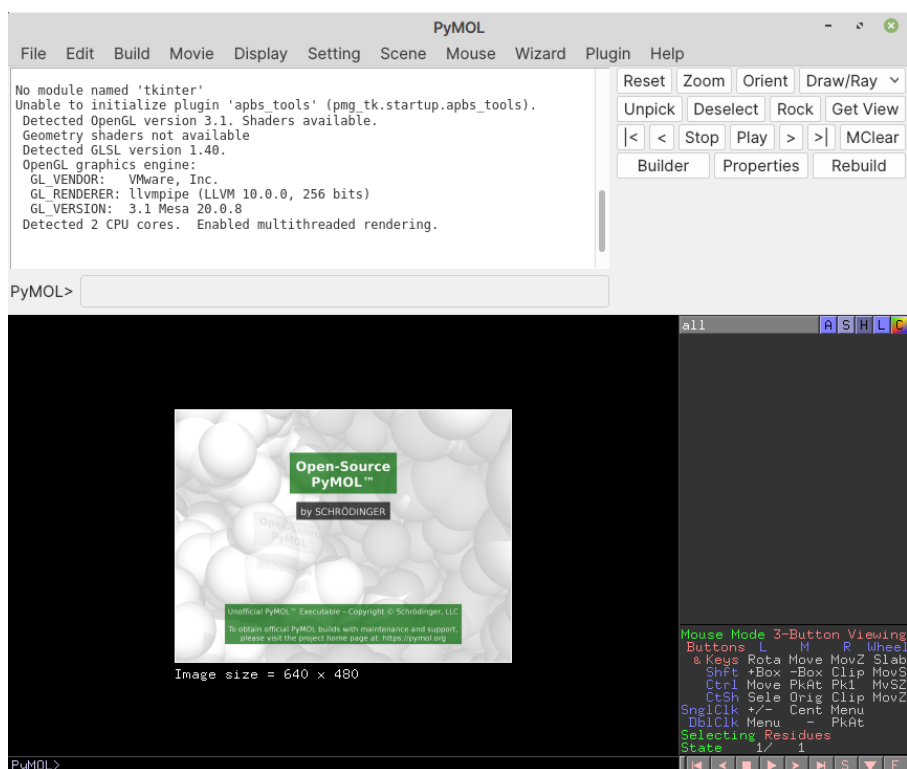 PyMOL
File Edit Build Movie Display Setting Scene Mouse Wizard Plugin Help
No module named 'tkinter'
Unable to initialize plugin 'apbs_tools' (pmg_tk.startup.apbs_tools).
Detected OpenGL version 3.1. Shaders available.
Geometry shaders not available
Detected GLSL version 1.40.
OpenGL graphics engine:
GL_VENDOR: VMware, Inc.
GL_RENDERER: llvmpipe (LLVM 10.0.0, 256 bits)
GL_VERSION: 3.1 Mesa 20.0.8
Detected 2 CPU cores. Enabled multithreaded rendering.
Reset Zoom Orient Draw/Ray
Unpick Deselect Rock Get View
|< < Stop Play > >| MClear
Builder Properties Rebuild
PyMOL>
all A S H L C
Open-Source
PyMOL™
by SCHRÖDINGER
Open-Source
PyMOL™
Unofficial PyMOL™ Executable – Copyright © Schrödinger, LLC
To obtain official PyMOL builds with maintenance and support,
please visit the project home page at: https://pymol.org
Image size = 640 x 480
Mouse Mode 3-Button Viewing
Buttons L M R Wheel
& Keys Rota Move MovZ Slab
Shft +Box -Box Clip MovS
Ctrl Move PkAt Pk1 MvSZ
CtSh Sele Orig Clip MovZ
SnglClk +/- Cent Menu
DblClk Menu - PkAt
Selecting Residues
State 1/ 1
PyMOL>
S F